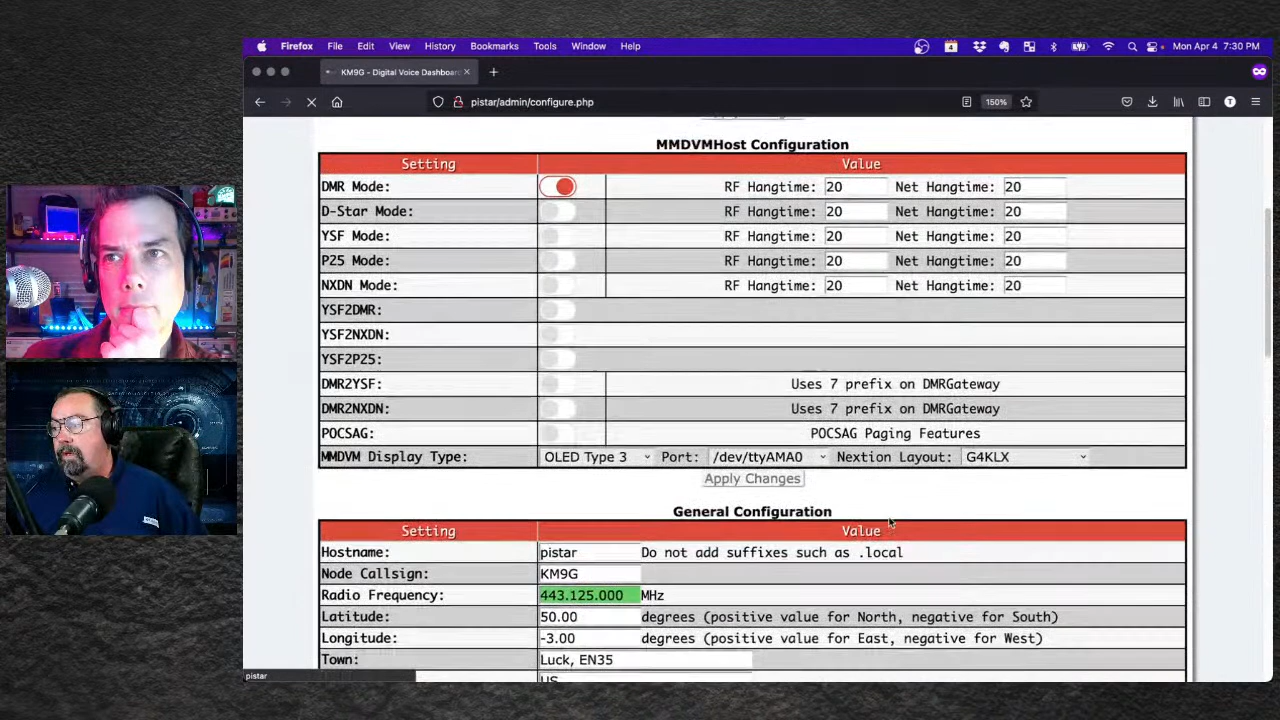 Firefox File Edit View History Bookmarks Tools Window Help 4 Mon Apr 4 7:30 PM
KM9G - Digital Voice Dashboard
pistar/admin/configure.php 150% T
MMDVMHost Configuration
Setting Value
DMR Mode: RF Hangtime: 20 Net Hangtime: 20
D-Star Mode: RF Hangtime: 20 Net Hangtime: 20
YSF Mode: RF Hangtime: 20 Net Hangtime: 20
P25 Mode: RF Hangtime: 20 Net Hangtime: 20
NXDN Mode: RF Hangtime: 20 Net Hangtime: 20
YSF2DMR:
YSF2NXDN:
YSF2P25:
DMR2YSF: Uses 7 prefix on DMRGateway
DMR2NXDN: Uses 7 prefix on DMRGateway
POCSAG: POCSAG Paging Features
MMDVM Display Type: OLED Type 3 Port: /dev/ttyAMA0 Nextion Layout: G4KLX
Apply Changes
General Configuration
Setting Value
Hostname: pistar Do not add suffixes such as .local
Node Callsign: KM9G
Radio Frequency: 443.125.000 MHz
Latitude: 50.00 degrees (positive value for North, negative for South)
Longitude: -3.00 degrees (positive value for East, negative for West)
Town: Luck, EN35
US
pistar